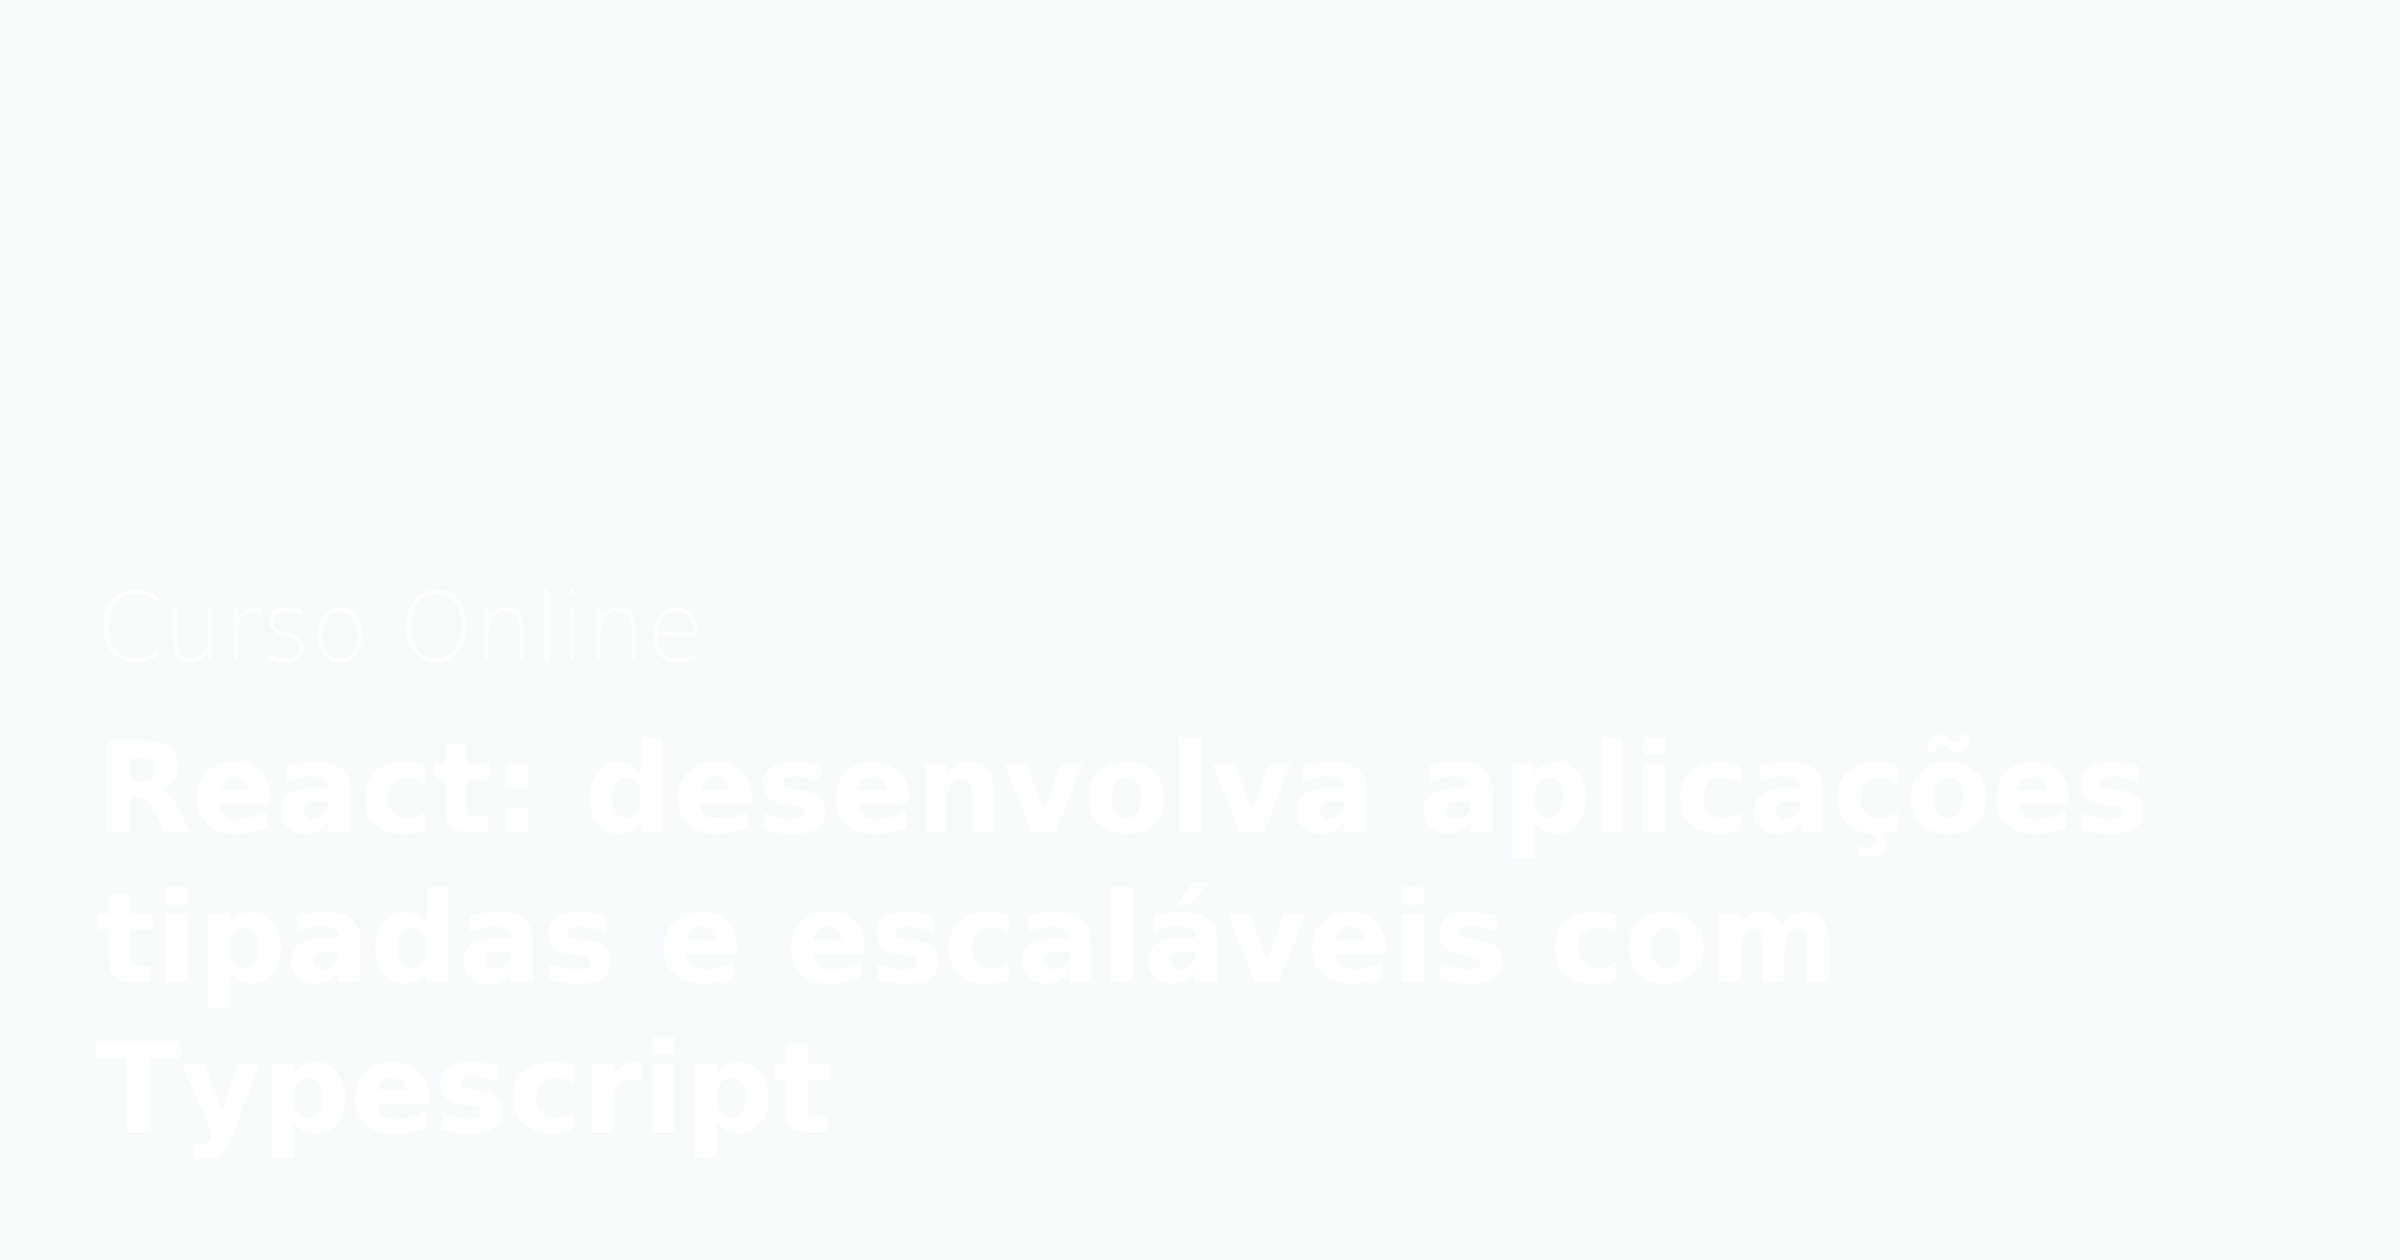 Curso Online
React: desenvolva aplicações
tipadas e escaláveis com
Typescript